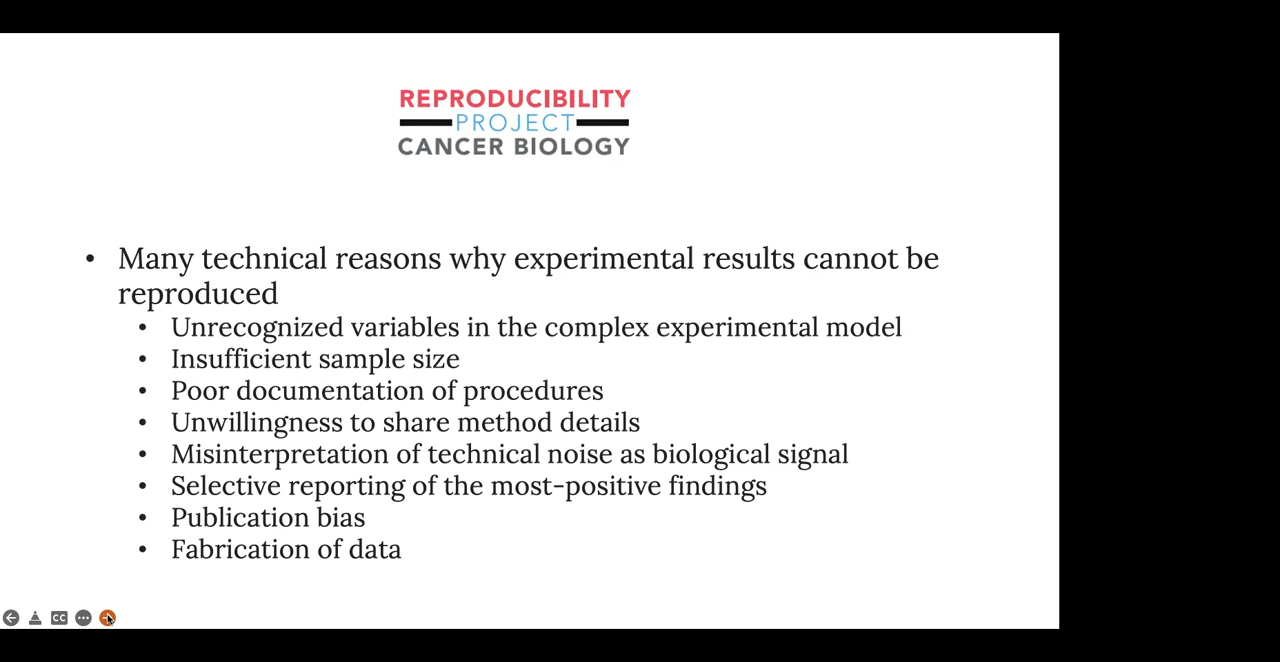 REPRODUCIBILITY
PROJECT
CANCER BIOLOGY
• Many technical reasons why experimental results cannot be
reproduced
• Unrecognized variables in the complex experimental model
• Insufficient sample size
• Poor documentation of procedures
• Unwillingness to share method details
• Misinterpretation of technical noise as biological signal
• Selective reporting of the most-positive findings
• Publication bias
• Fabrication of data
CC